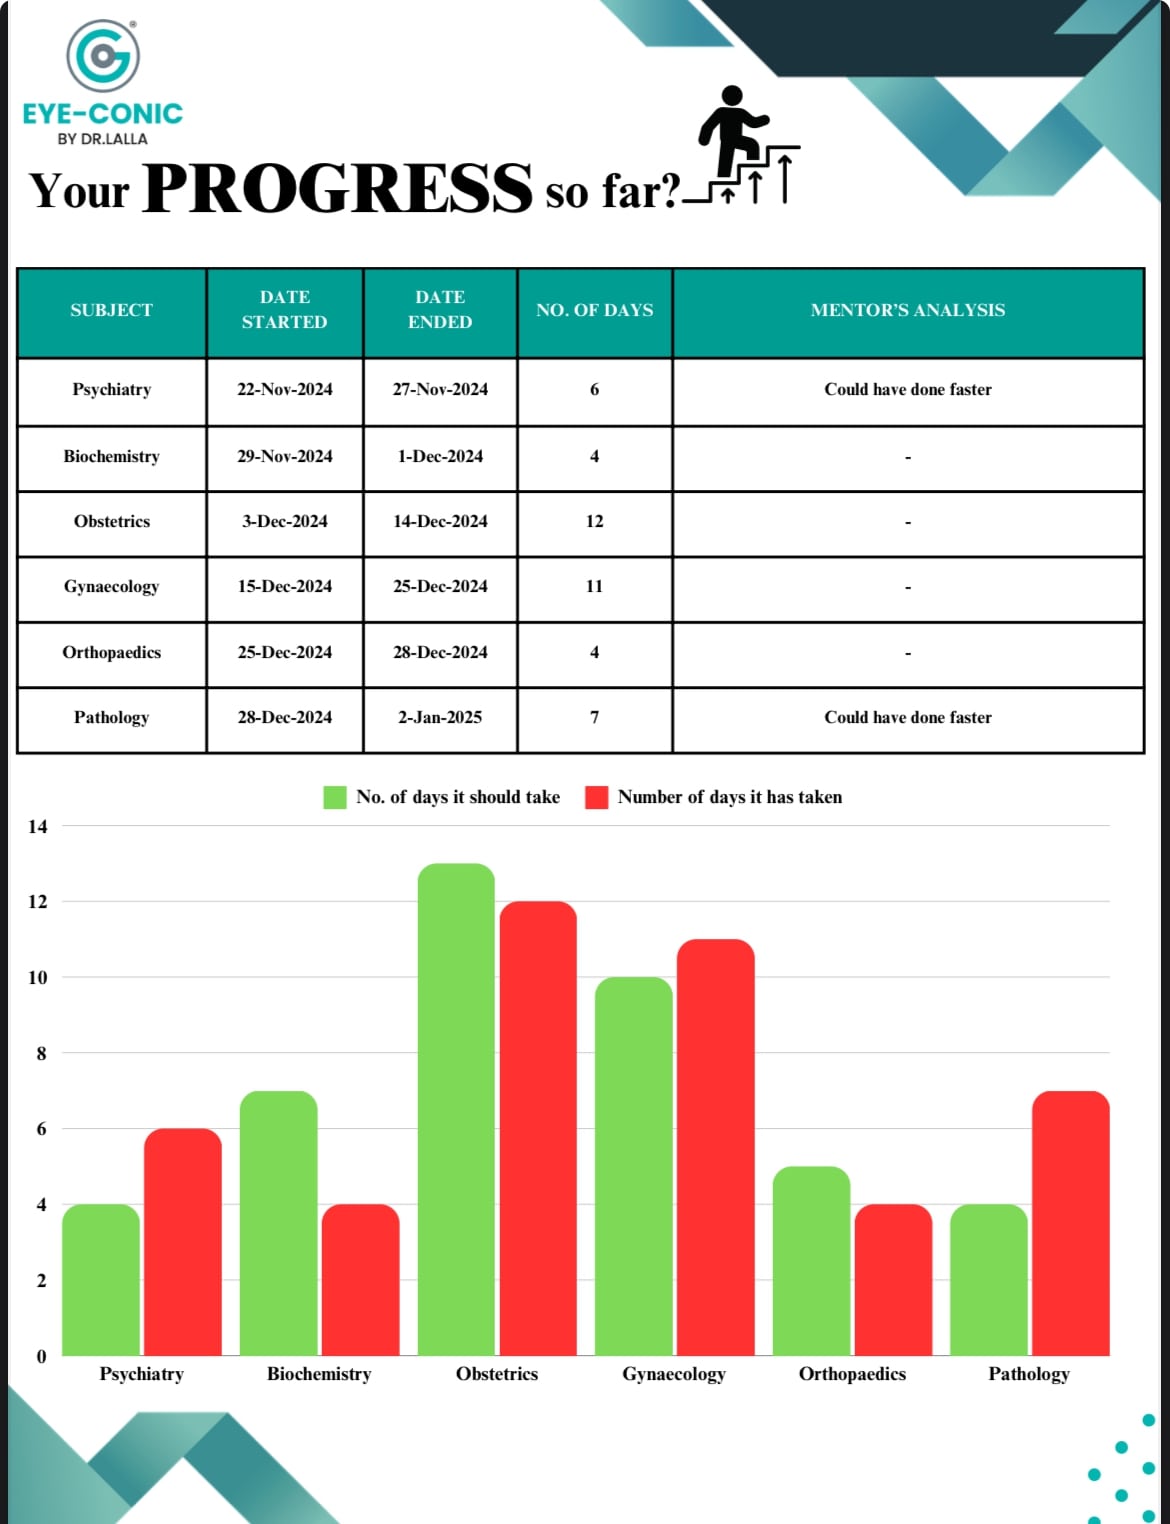 ®
EYE-CONIC
BY DR.LALLA
Your PROGRESS so far?
SUBJECT DATE STARTED DATE ENDED NO. OF DAYS MENTOR'S ANALYSIS
Psychiatry 22-Nov-2024 27-Nov-2024 6 Could have done faster
Biochemistry 29-Nov-2024 1-Dec-2024 4 -
Obstetrics 3-Dec-2024 14-Dec-2024 12 -
Gynaecology 15-Dec-2024 25-Dec-2024 11 -
Orthopaedics 25-Dec-2024 28-Dec-2024 4 -
Pathology 28-Dec-2024 2-Jan-2025 7 Could have done faster
No. of days it should take Number of days it has taken
14
12
10
8
6
4
2
0
Psychiatry Biochemistry Obstetrics Gynaecology Orthopaedics Pathology